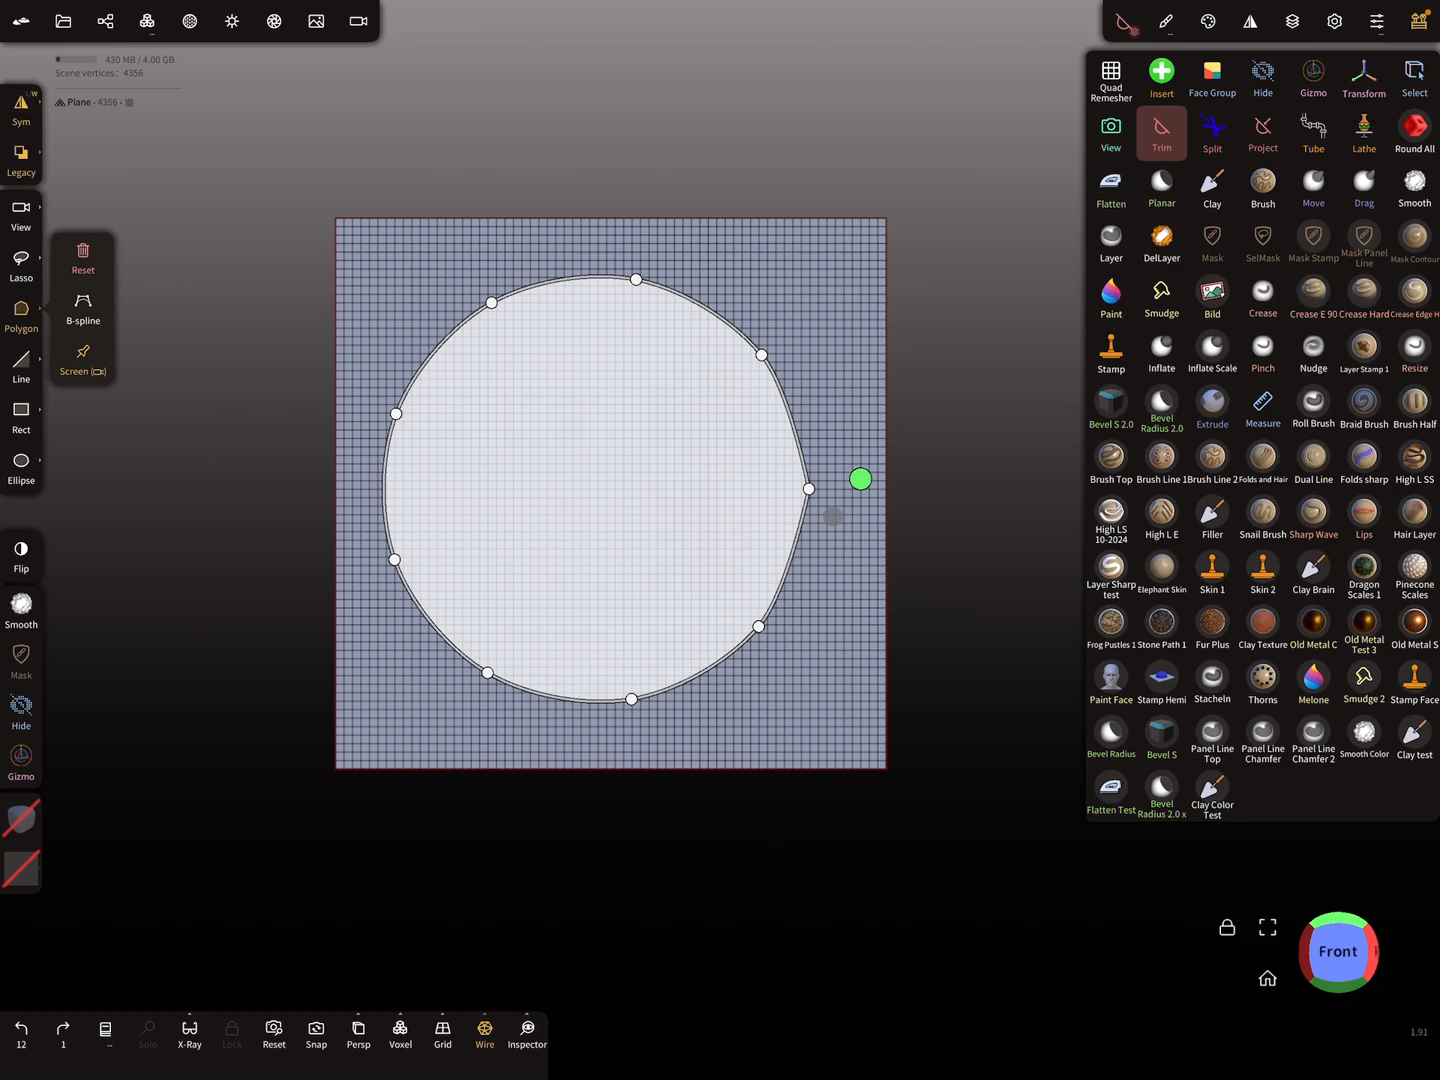 430 MB / 4.00 GB
Scene vertices: 4356
Plane · 4356 ·
L/W
Sym
Legacy
View
Lasso
Polygon
Line
Rect
Ellipse
Reset
B-spline
Screen
Flip
Smooth
Mask
Hide
Gizmo
Quad Remesher
Insert
Face Group
Hide
Gizmo
Transform
Select
View
Trim
Split
Project
Tube
Lathe
Round All
Flatten
Planar
Clay
Brush
Move
Drag
Smooth
Layer
DelLayer
Mask
SelMask
Mask Stamp
Mask Panel Line
Mask Contour
Paint
Smudge
Bild
Crease
Crease E 90
Crease Hard
Crease Edge H
Stamp
Inflate
Inflate Scale
Pinch
Nudge
Layer Stamp 1
Resize
Bevel S 2.0
Bevel Radius 2.0
Extrude
Measure
Roll Brush
Braid Brush
Brush Half
Brush Top
Brush Line 1
Brush Line 2
Folds and Hair
Dual Line
Folds sharp
High L SS
High LS 10-2024
High L E
Filler
Snail Brush
Sharp Wave
Lips
Hair Layer
Layer Sharp test
Elephant Skin
Skin 1
Skin 2
Clay Brain
Dragon Scales 1
Pinecone Scales
Frog Pustles 1
Stone Path 1
Fur Plus
Clay Texture
Old Metal C
Old Metal Test 3
Old Metal S
Paint Face
Stamp Hemi
Stacheln
Thorns
Melone
Smudge 2
Stamp Face
Bevel Radius
Bevel S
Panel Line Top
Panel Line Chamfer
Panel Line Chamfer 2
Smooth Color
Clay test
Flatten Test
Bevel Radius 2.0 x
Clay Color Test
Front
1.91
12
1
...
Solo
X-Ray
Lock
Reset
Snap
Persp
Voxel
Grid
Wire
Inspector